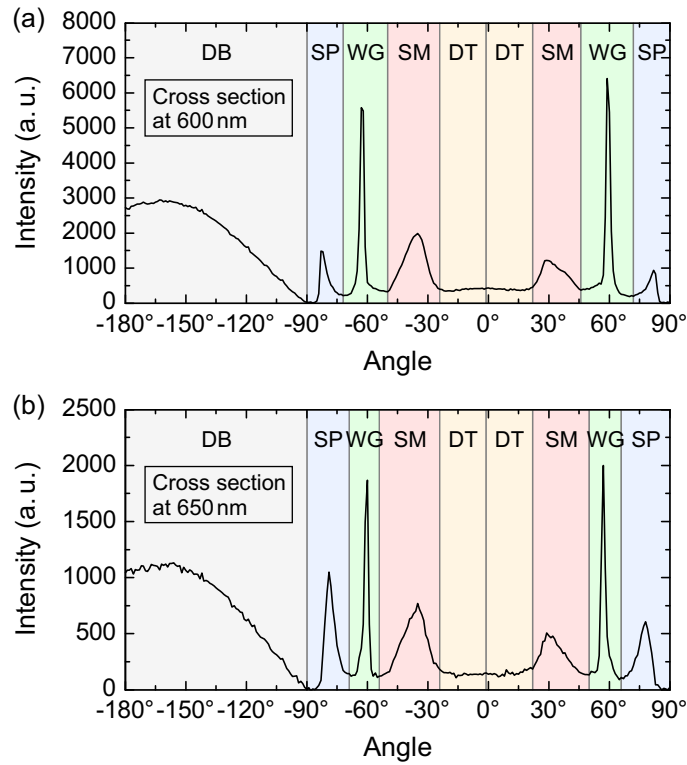 (a)
8000
7000
6000
5000
4000
3000
2000
1000
0
Intensity (a. u.)
DB SP WG SM DT DT SM WG SP
Cross section
at 600 nm
-180° -150° -120° -90° -60° -30° 0° 30° 60° 90°
Angle
(b)
2500
2000
1500
1000
500
0
Intensity (a. u.)
DB SP WG SM DT DT SM WG SP
Cross section
at 650 nm
-180° -150° -120° -90° -60° -30° 0° 30° 60° 90°
Angle